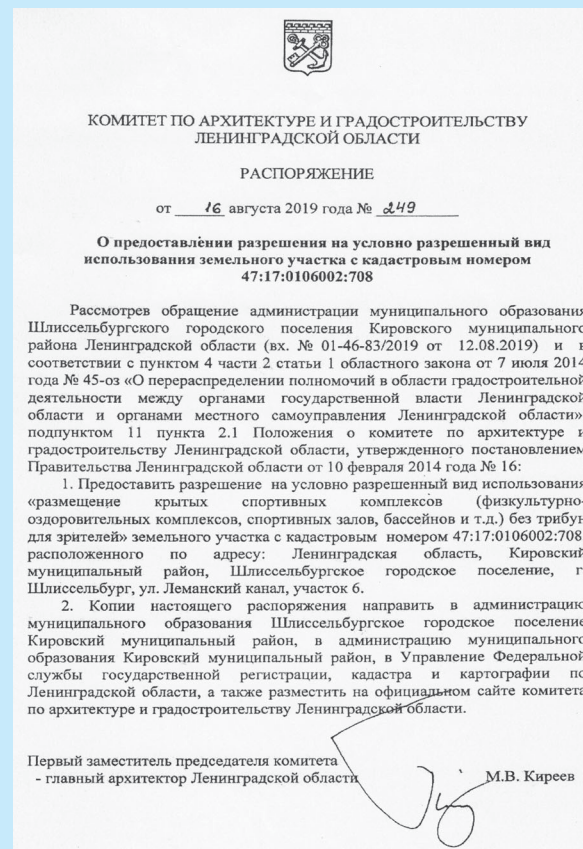 КОМИТЕТ ПО АРХИТЕКТУРЕ И ГРАДОСТРОИТЕЛЬСТВУ
ЛЕНИНГРАДСКОЙ ОБЛАСТИ
РАСПОРЯЖЕНИЕ
от 16 августа 2019 года № 249
О предоставлении разрешения на условно разрешенный вид
использования земельного участка с кадастровым номером
47:17:0106002:708
Рассмотрев обращение администрации муниципального образования
Шлиссельбургского городского поселения Кировского муниципального
района Ленинградской области (вх. № 01-46-83/2019 от 12.08.2019) и в
соответствии с пунктом 4 части 2 статьи 1 областного закона от 7 июля 2014
года № 45-оз «О перераспределении полномочий в области градостроительной
деятельности между органами государственной власти Ленинградской
области и органами местного самоуправления Ленинградской области»
подпунктом 11 пункта 2.1 Положения о комитете по архитектуре и
градостроительству Ленинградской области, утвержденного постановлением
Правительства Ленинградской области от 10 февраля 2014 года № 16:
1. Предоставить разрешение на условно разрешенный вид использования
«размещение крытых спортивных комплексов (физкультурно-
оздоровительных комплексов, спортивных залов, бассейнов и т.д.) без трибун
для зрителей» земельного участка с кадастровым номером 47:17:0106002:708
расположенного по адресу: Ленинградская область, Кировский
муниципальный район, Шлиссельбургское городское поселение, г
Шлиссельбург, ул. Леманский канал, участок 6.
2. Копии настоящего распоряжения направить в администрацию
муниципального образования Шлиссельбургское городское поселение
Кировский муниципальный район, в администрацию муниципального
образования Кировский муниципальный район, в Управление Федеральной
службы государственной регистрации, кадастра и картографии по
Ленинградской области, а также разместить на официальном сайте комитета
по архитектуре и градостроительству Ленинградской области.
Первый заместитель председателя комитета
- главный архитектор Ленинградской области М.В. Киреев